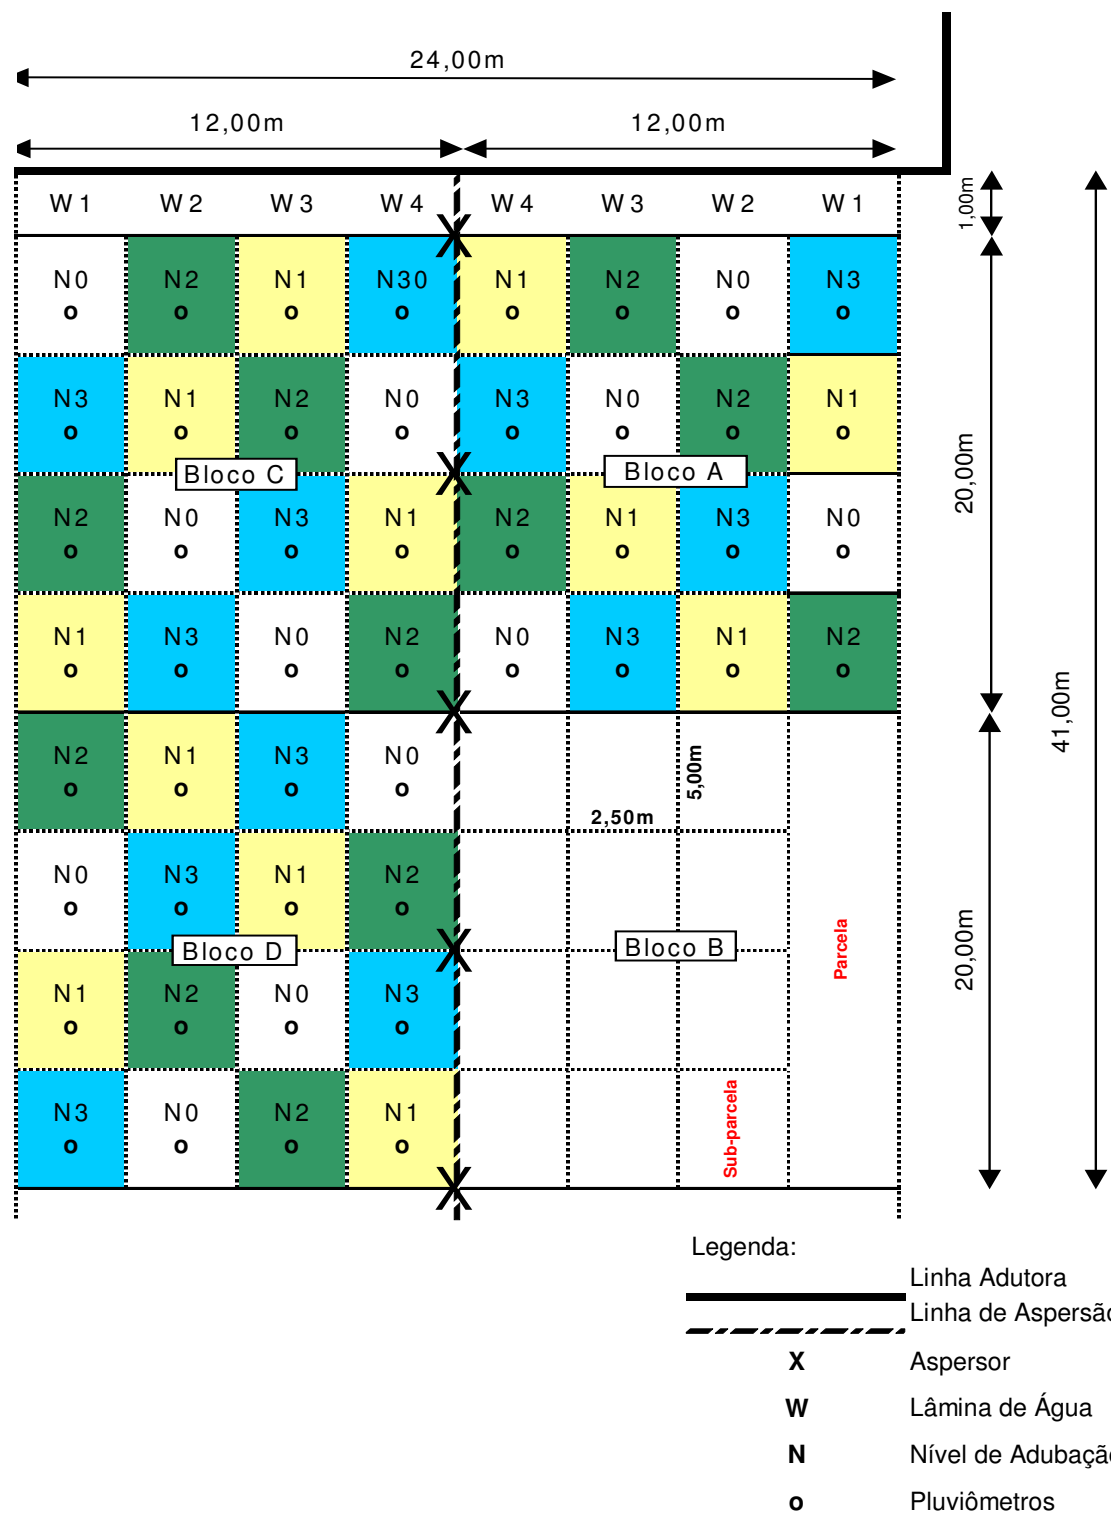 24,00m
12,00m 12,00m
W1 W2 W3 W4 W4 W3 W2 W1
1,00m
N0 N2 N1 N30 N1 N2 N0 N3
o o o o o o o o
N3 N1 N2 N0 N3 N0 N2 N1
o o o o o o o o
Bloco C Bloco A
20,00m
N2 N0 N3 N1 N2 N1 N3 N0
o o o o o o o o
N1 N3 N0 N2 N0 N3 N1 N2
o o o o o o o o
41,00m
N2 N1 N3 N0
o o o o
5,00m
2,50m
N0 N3 N1 N2
o o o o
Bloco D Bloco B
Parcela
20,00m
N1 N2 N0 N3
o o o o
N3 N0 N2 N1
o o o o
Sub-parcela
Legenda:
Linha Adutora
Linha de Aspersão
X Aspersor
W Lâmina de Água
N Nível de Adubação
o Pluviômetros